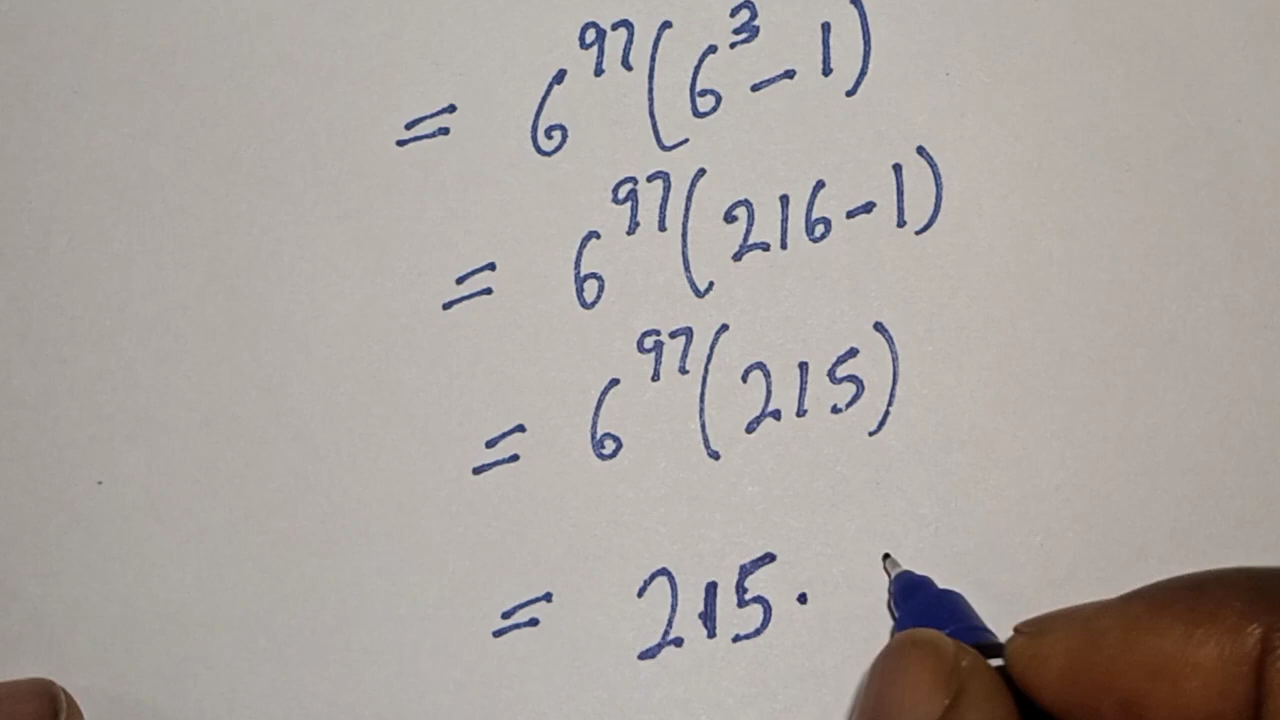 = 6^97(6^3 - 1)
= 6^97(216 - 1)
= 6^97(215)
= 215.